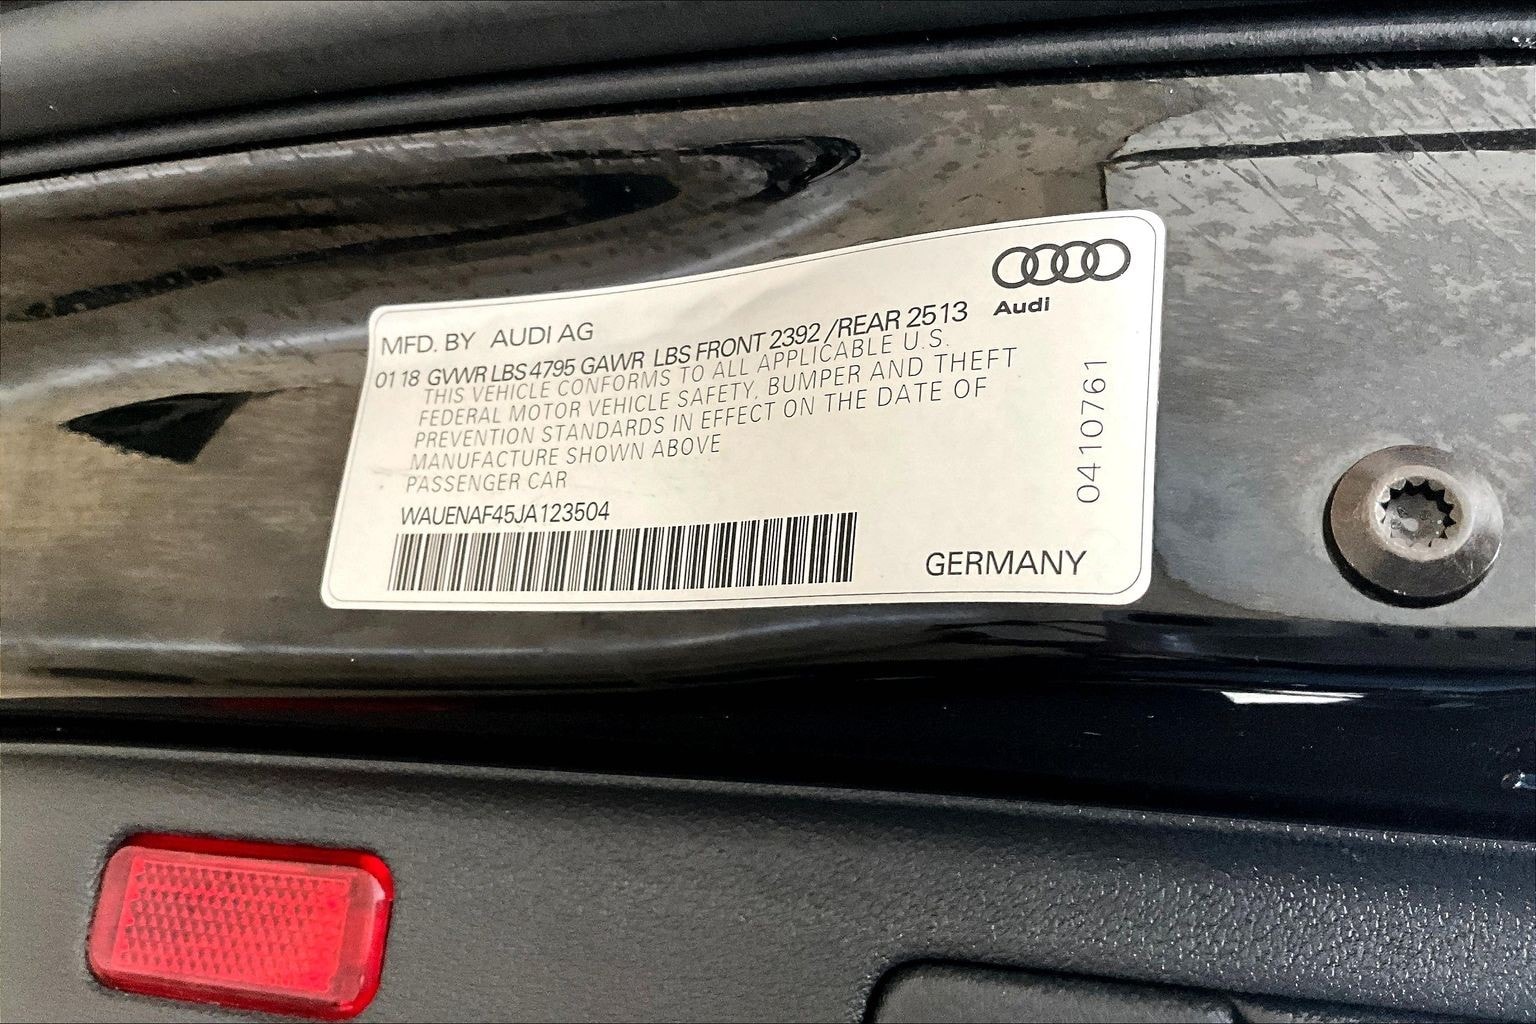 Audi
MFD. BY AUDI AG
01 18 GVWR LBS 4795 GAWR LBS FRONT 2392 /REAR 2513
THIS VEHICLE CONFORMS TO ALL APPLICABLE U.S.
FEDERAL MOTOR VEHICLE SAFETY, BUMPER AND THEFT
PREVENTION STANDARDS IN EFFECT ON THE DATE OF
MANUFACTURE SHOWN ABOVE
PASSENGER CAR
WAUENAF45JA123504
GERMANY
0410761